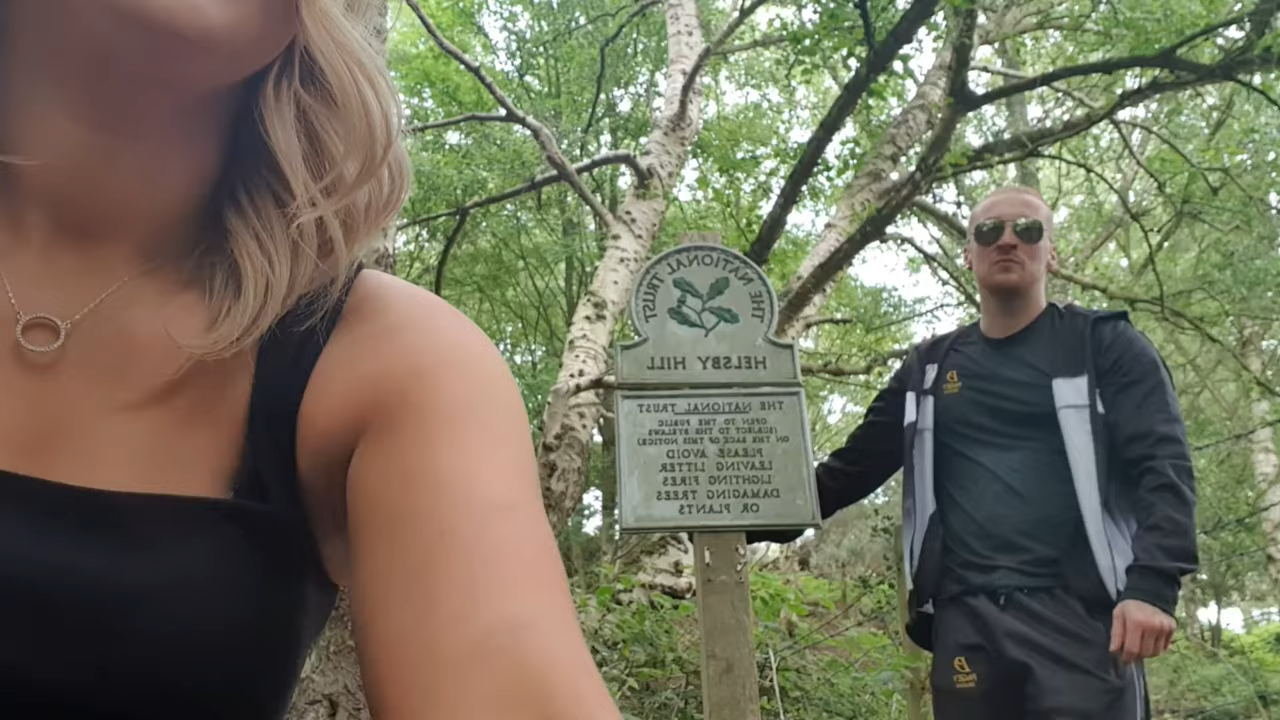 THE NATIONAL TRUST
HELSBY HILL
THE NATIONAL TRUST
OPEN TO THE PUBLIC
(SUBJECT TO THE BYELAWS
ON THE BACK OF THIS NOTICE)
PLEASE AVOID
LEAVING LITTER
LIGHTING FIRES
DAMAGING TREES
OR PLANTS